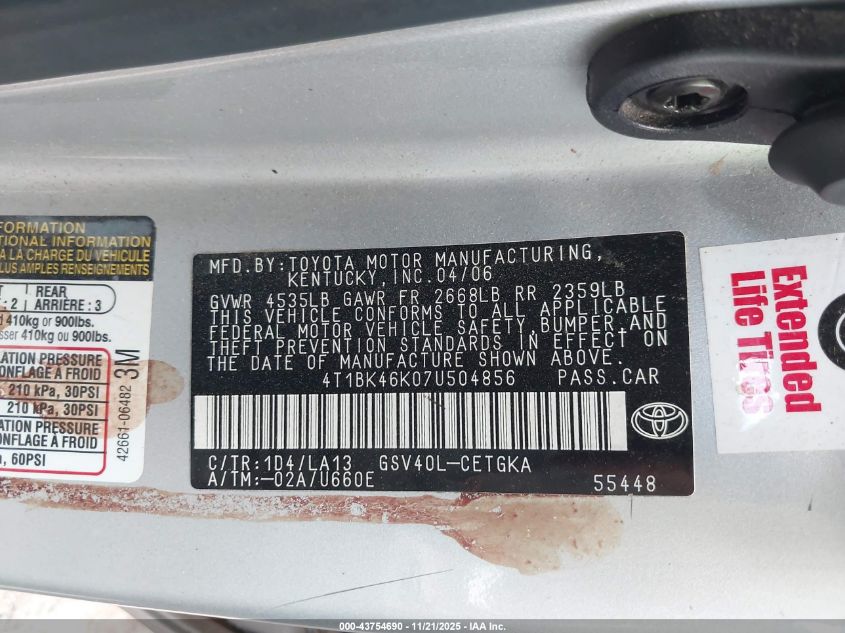 FORMATION
TIONAL INFORMATION
À LA CHARGE DU VÉHICULE
PLUS AMPLES RENSEIGNEMENTS
REAR
: 2 ARRIERE : 3
410kg or 900lbs.
sser 410kg ou 900lbs.
LATION PRESSURE
ONFLAGE À FROID
210 kPa, 30PSI
210 kPa, 30PSI
LATION PRESSURE
ONFLAGE À FROID
a, 60PSI
42661-06482 3M
MFD.BY:TOYOTA MOTOR MANUFACTURING,
KENTUCKY,INC.04/06
GVWR 4535LB GAWR FR 2668LB RR 2359LB
THIS VEHICLE CONFORMS TO ALL APPLICABLE
FEDERAL MOTOR VEHICLE SAFETY,BUMPER,AND
THEFT PREVENTION STANDARDS IN EFFECT ON
THE DATE OF MANUFACTURE SHOWN ABOVE.
4T1BK46K07U504856 PASS.CAR
C/TR:1D4/LA13 GSV40L-CETGKA
A/TM:-02A/U660E
55448
Extended
Life Tires
TOYOTA
000 - 43754690 - 11/21/2025 - IAA Inc.